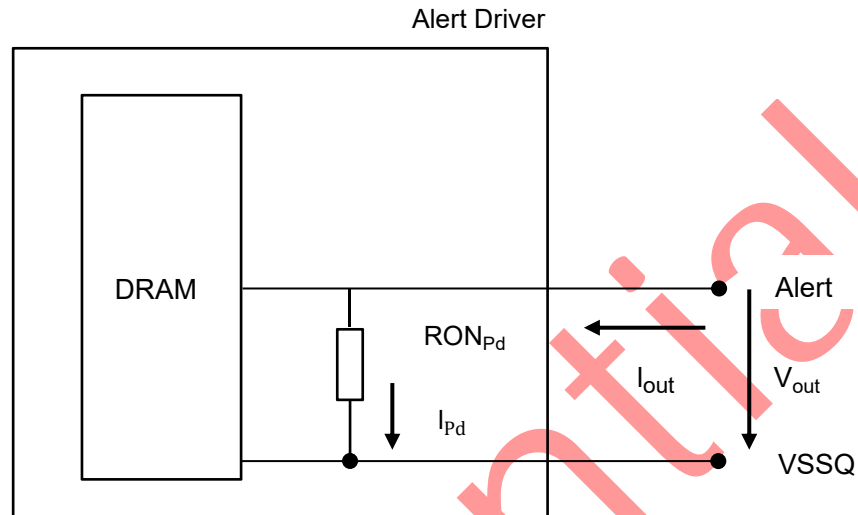 Alert Driver
DRAM
Alert
RONPd
Iout
Vout
IPd
VSSQ